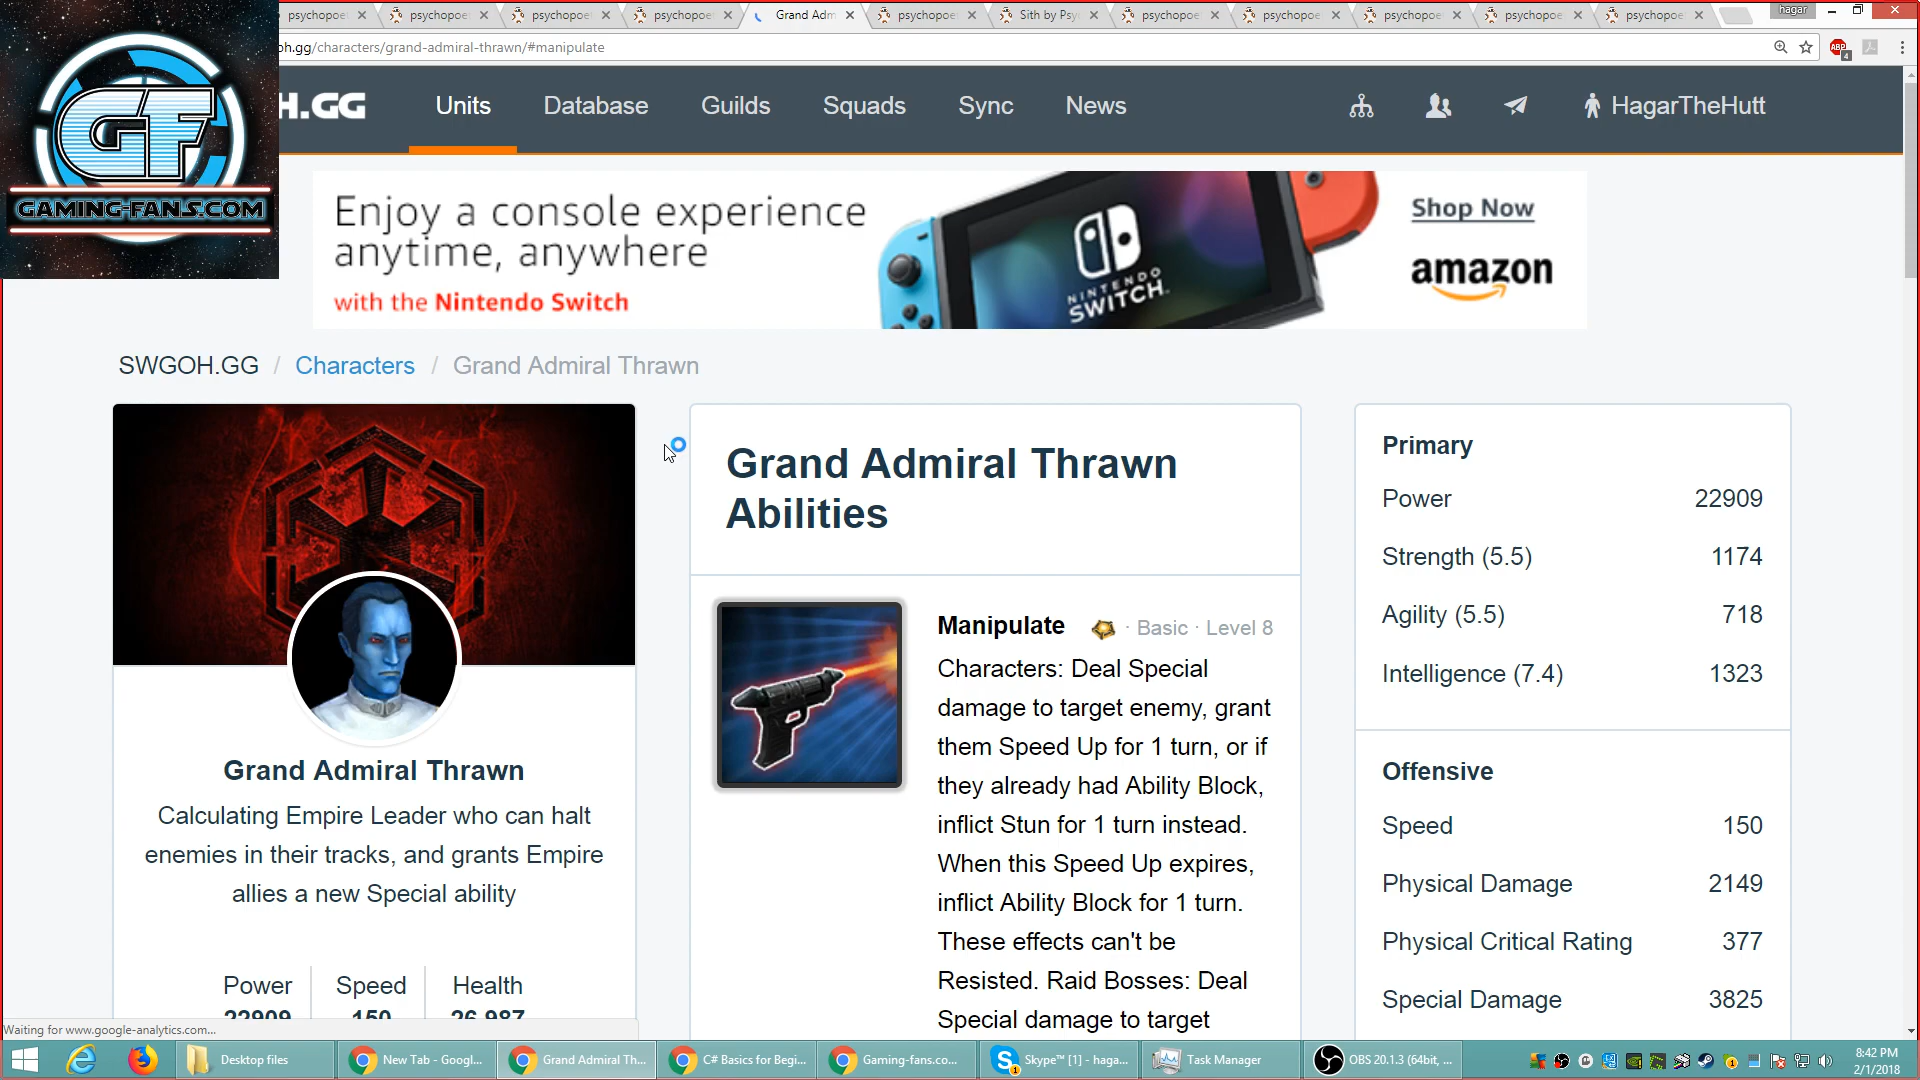 psychopoe
psychopoe
psychopoe
psychopoe
Grand Adm
psychopoe
Sith by Psy
psychopoe
psychopoe
psychopoe
psychopoe
psychopoe
hagar
oh.gg/characters/grand-admiral-thrawn/#manipulate
ABP
4
GF
GAMING-FANS.COM
H.GG
Units
Database
Guilds
Squads
Sync
News
HagarTheHutt
Enjoy a console experience
anytime, anywhere
with the Nintendo Switch
NINTENDO
SWITCH
Shop Now
amazon
SWGOH.GG / Characters / Grand Admiral Thrawn
Grand Admiral Thrawn
Calculating Empire Leader who can halt
enemies in their tracks, and grants Empire
allies a new Special ability
Power
Speed
Health
22909
150
26,987
Grand Admiral Thrawn
Abilities
Manipulate · Basic · Level 8
Characters: Deal Special
damage to target enemy, grant
them Speed Up for 1 turn, or if
they already had Ability Block,
inflict Stun for 1 turn instead.
When this Speed Up expires,
inflict Ability Block for 1 turn.
These effects can't be
Resisted. Raid Bosses: Deal
Special damage to target
Primary
Power 22909
Strength (5.5) 1174
Agility (5.5) 718
Intelligence (7.4) 1323
Offensive
Speed 150
Physical Damage 2149
Physical Critical Rating 377
Special Damage 3825
Waiting for www.google-analytics.com...
Desktop files
New Tab - Googl...
Grand Admiral Th...
C# Basics for Begi...
Gaming-fans.co...
Skype™ [1] - haga...
Task Manager
OBS 20.1.3 (64bit, ...
8:42 PM
2/1/2018